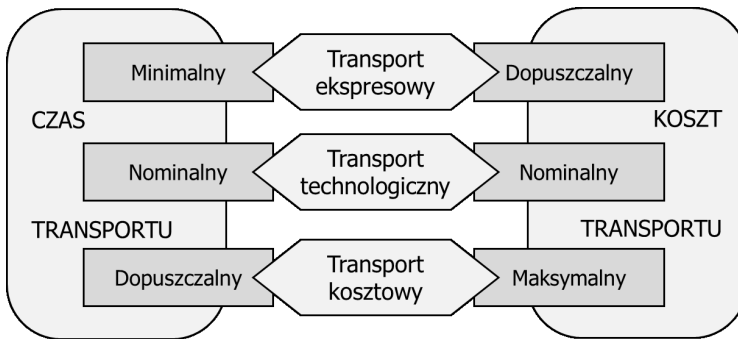 Minimalny
Transport
ekspresowy
Dopuszczalny
CZAS
KOSZT
Nominalny
Transport
technologiczny
Nominalny
TRANSPORTU
TRANSPORTU
Dopuszczalny
Transport
kosztowy
Maksymalny